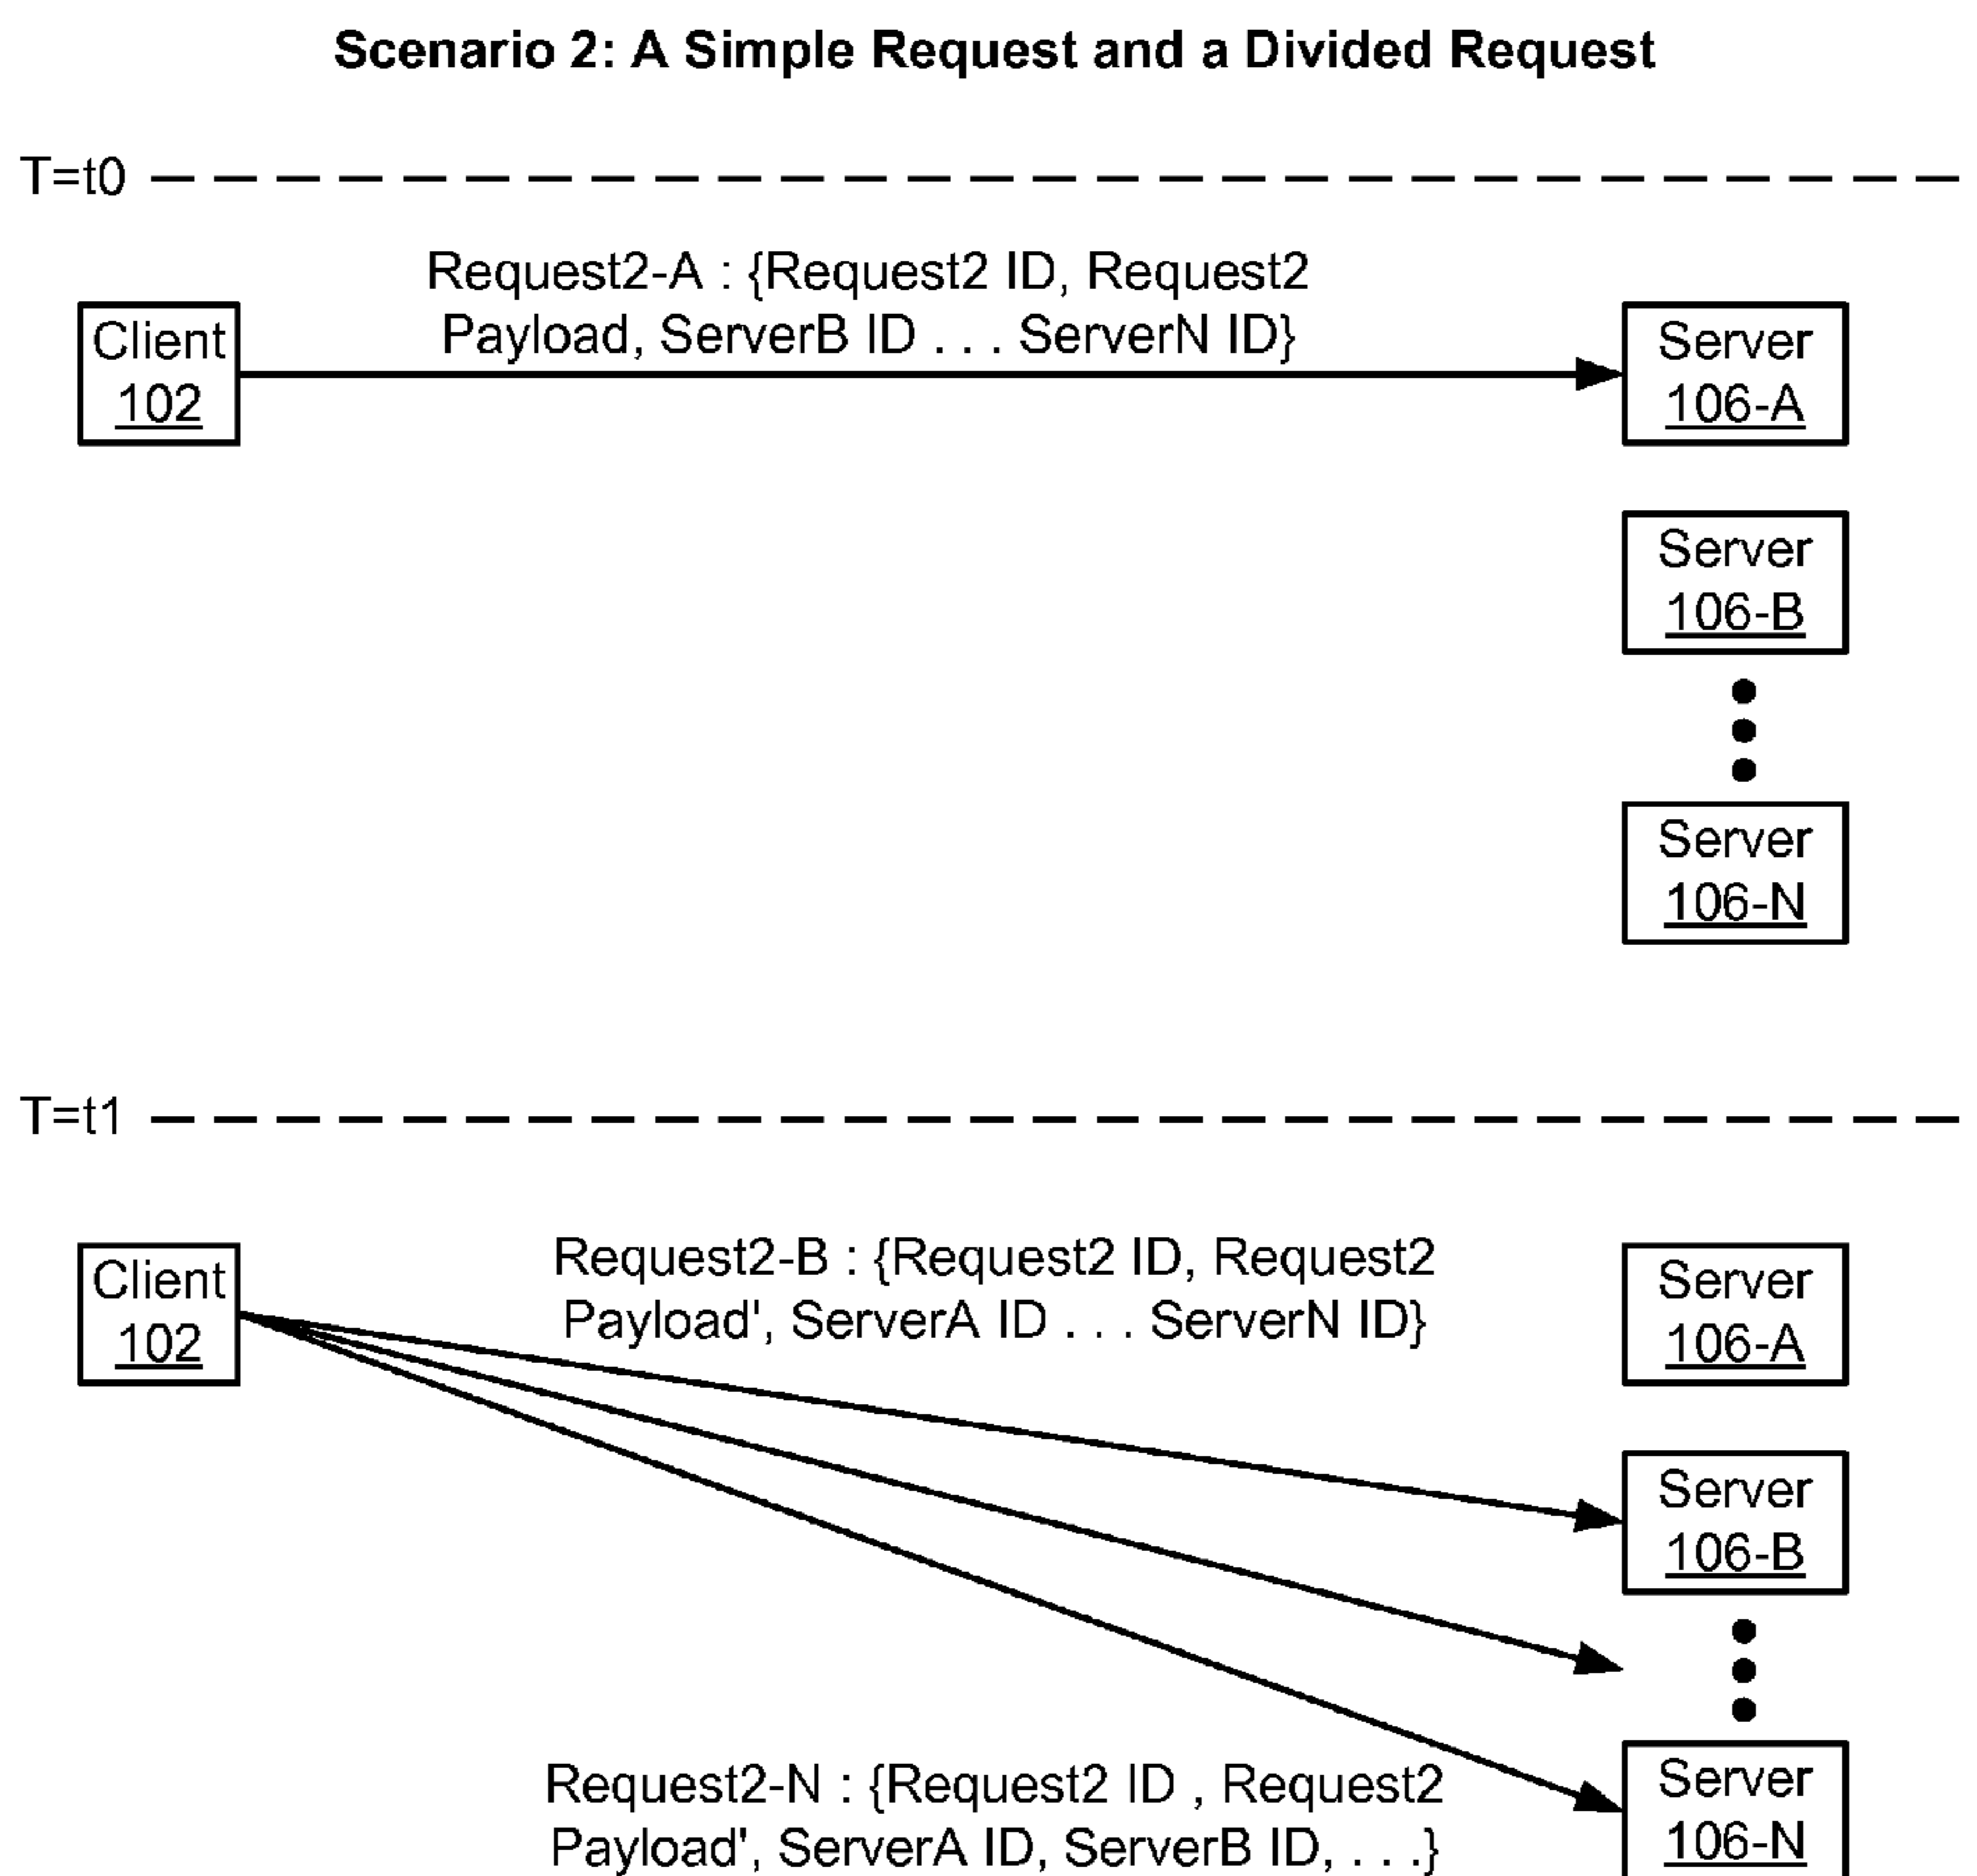 Scenario 2: A Simple Request and a Divided Request
T=t0
Request2-A : {Request2 ID, Request2
Payload, ServerB ID . . . ServerN ID}
Client
102
Server
106-A
Server
106-B
Server
106-N
T=t1
Client
102
Request2-B : {Request2 ID, Request2
Payload', ServerA ID . . . ServerN ID}
Server
106-A
Server
106-B
Request2-N : {Request2 ID , Request2
Payload', ServerA ID, ServerB ID, . . .}
Server
106-N